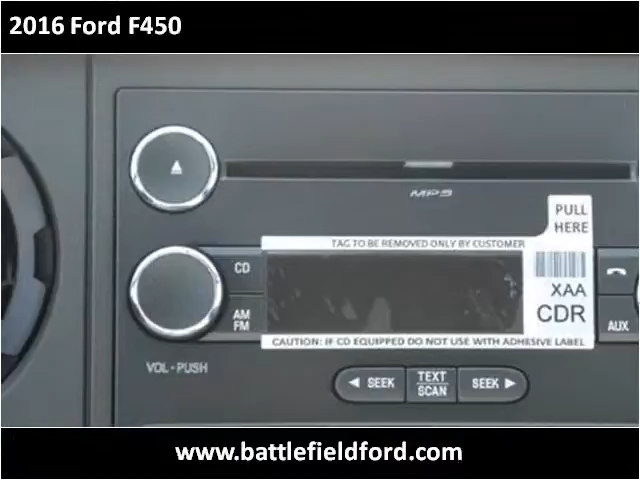 2016 Ford F450
MP3
PULL
HERE
TAG TO BE REMOVED ONLY BY CUSTOMER
CD
XAA
CDR
AM
FM
AUX
CAUTION: IF CD EQUIPPED DO NOT USE WITH ADHESIVE LABEL
VOL-PUSH
SEEK
TEXT
SCAN
SEEK
www.battlefieldford.com